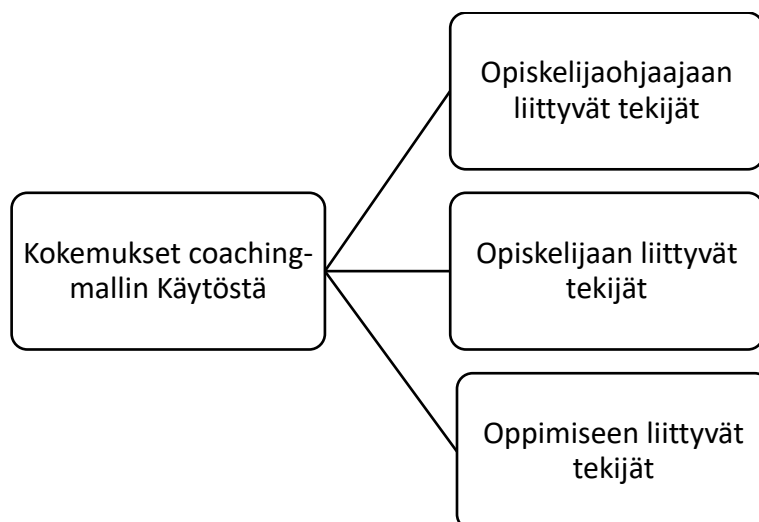 Opiskelijaohjaajaan
liittyvät tekijät
Kokemukset coaching-
mallin Käytöstä
Opiskelijaan liittyvät
tekijät
Oppimiseen liittyvät
tekijät